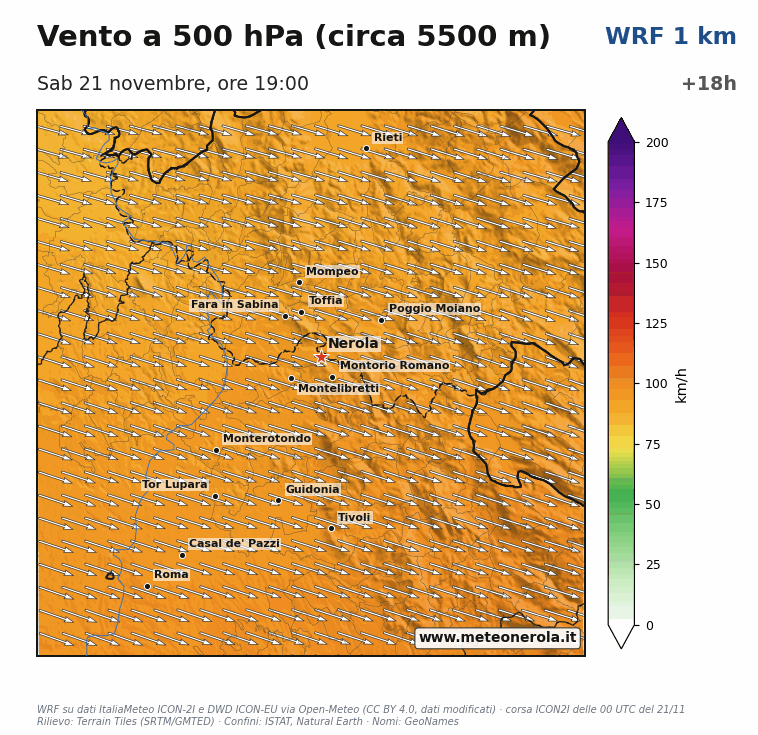 Vento a 500 hPa (circa 5500 m)
WRF 1 km
Sab 21 novembre, ore 19:00
+18h
Rieti
Mompeo
Toffia
Fara in Sabina
Poggio Moiano
Nerola
Montorio Romano
Montelibretti
Monterotondo
Tor Lupara
Guidonia
Tivoli
Casal de' Pazzi
Roma
www.meteonerola.it
200
175
150
125
100
75
50
25
0
km/h
WRF su dati ItaliaMeteo ICON-2I e DWD ICON-EU via Open-Meteo (CC BY 4.0, dati modificati) · corsa ICON2I delle 00 UTC del 21/11
Rilievo: Terrain Tiles (SRTM/GMTED) · Confini: ISTAT, Natural Earth · Nomi: GeoNames